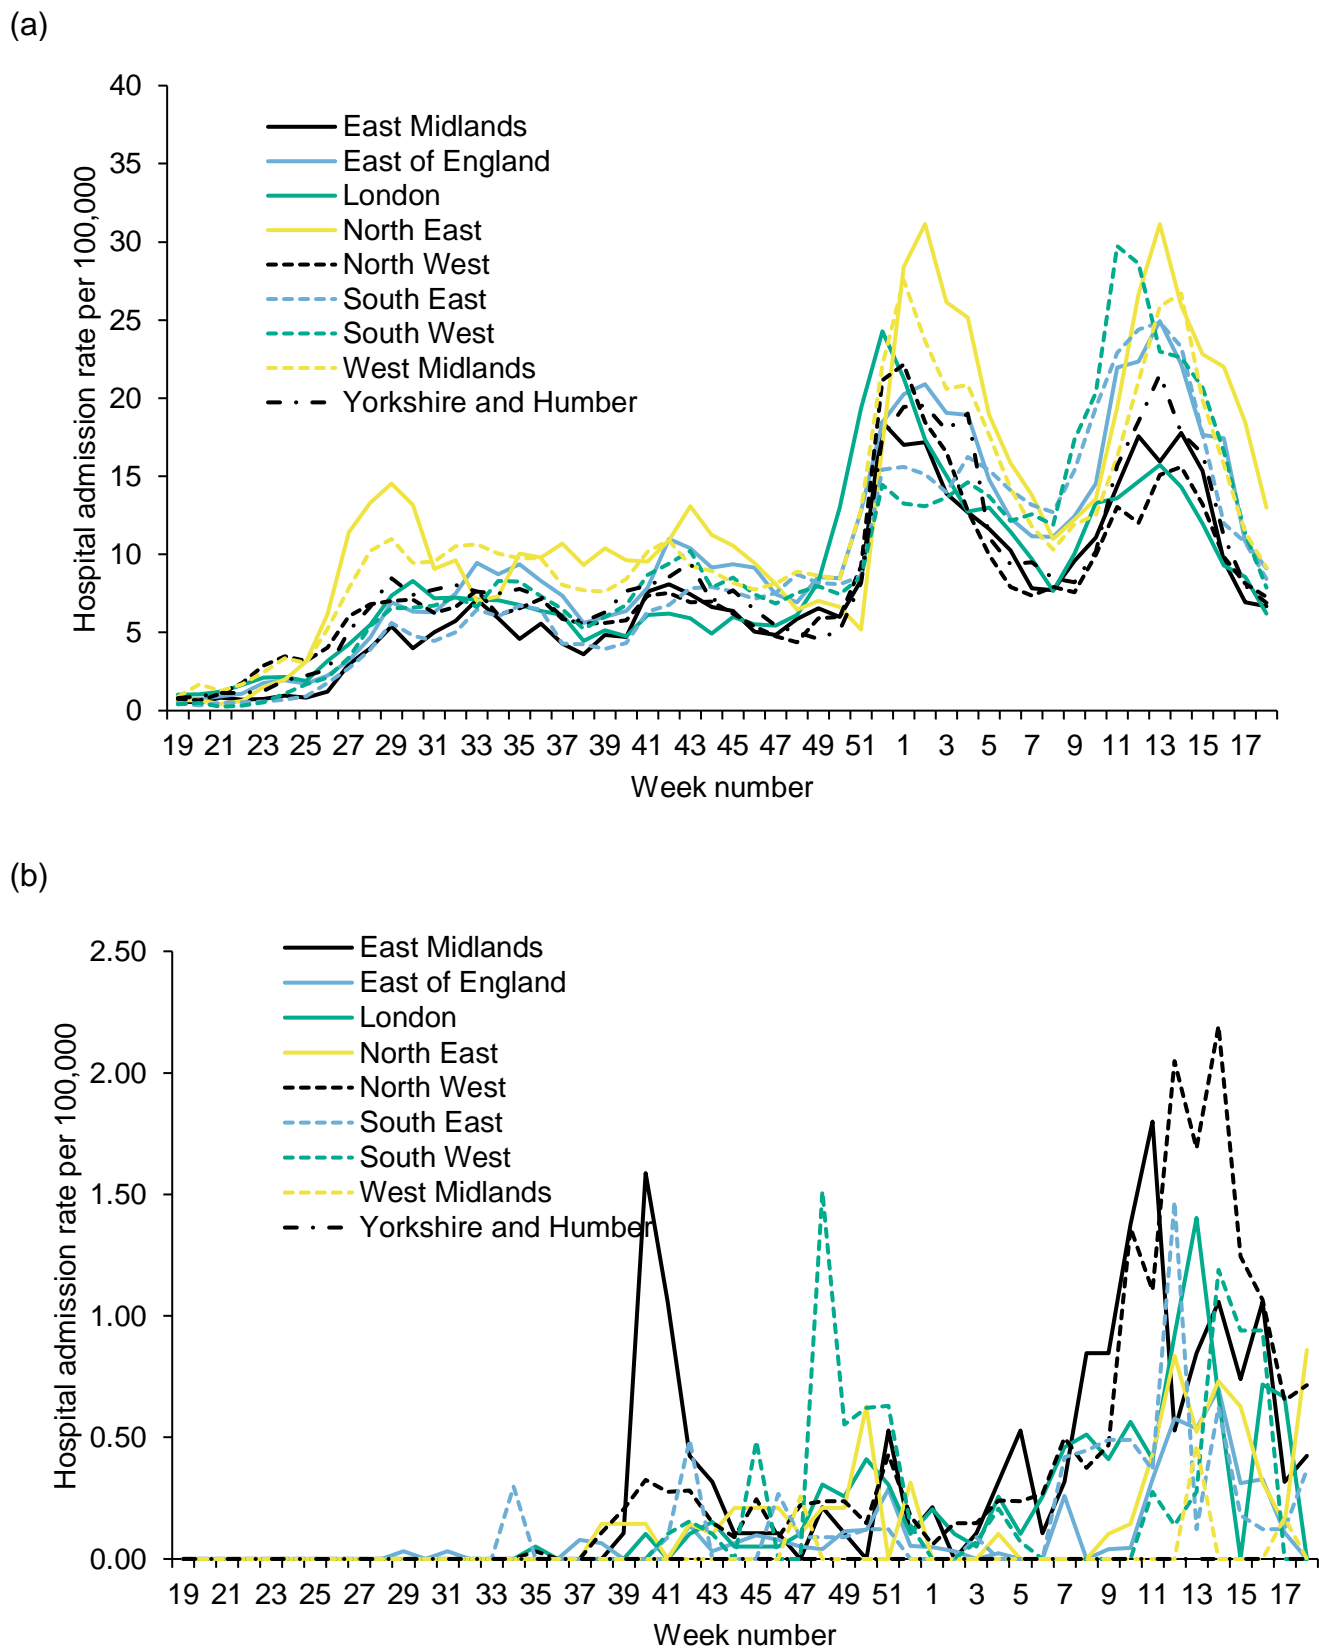 (a)
40
35
30
25
20
15
10
5
0
Hospital admission rate per 100,000
East Midlands
East of England
London
North East
North West
South East
South West
West Midlands
Yorkshire and Humber
19 21 23 25 27 29 31 33 35 37 39 41 43 45 47 49 51 1 3 5 7 9 11 13 15 17
Week number
(b)
2.50
2.00
1.50
1.00
0.50
0.00
Hospital admission rate per 100,000
East Midlands
East of England
London
North East
North West
South East
South West
West Midlands
Yorkshire and Humber
19 21 23 25 27 29 31 33 35 37 39 41 43 45 47 49 51 1 3 5 7 9 11 13 15 17
Week number